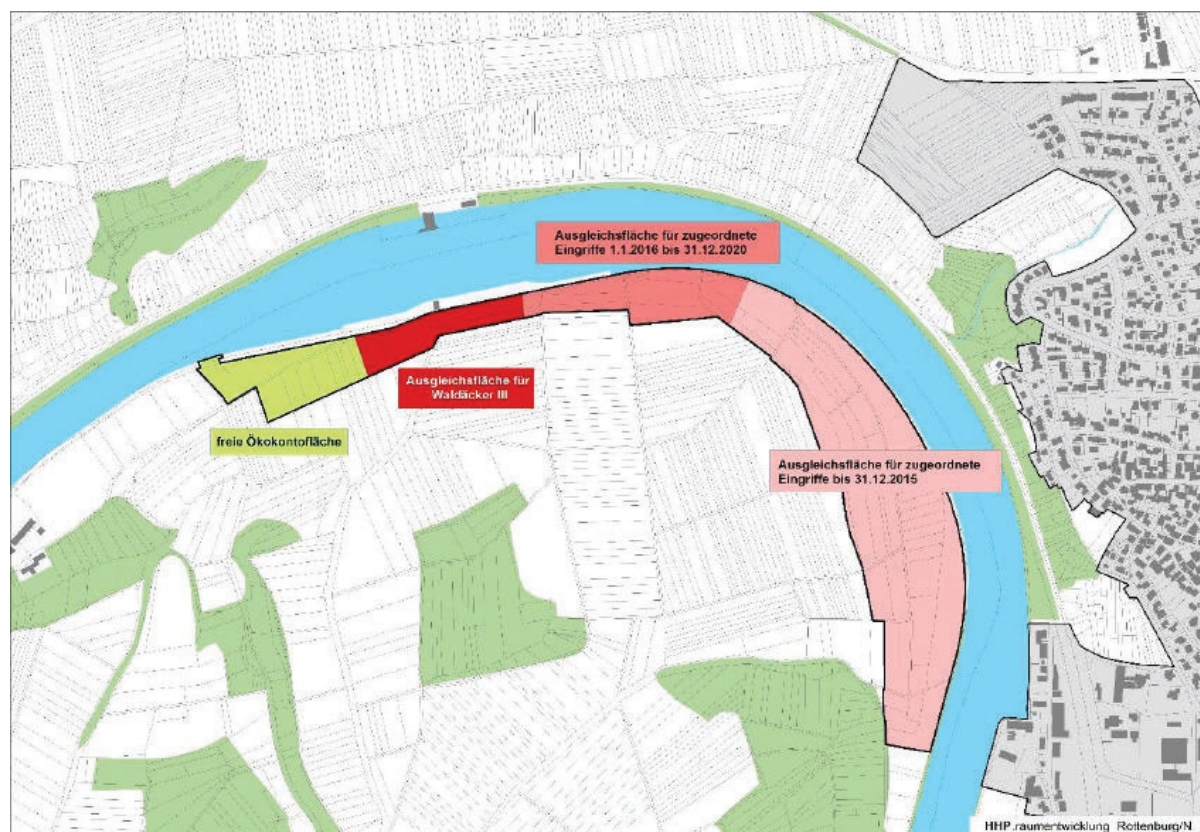 Ausgleichsfläche für zugeordnete
Eingriffe 1.1.2016 bis 31.12.2020
Ausgleichsfläche für
Waldäcker III
freie Ökokontofläche
Ausgleichsfläche für zugeordnete
Eingriffe bis 31.12.2015
HHP.raumentwicklung Rottenburg/N